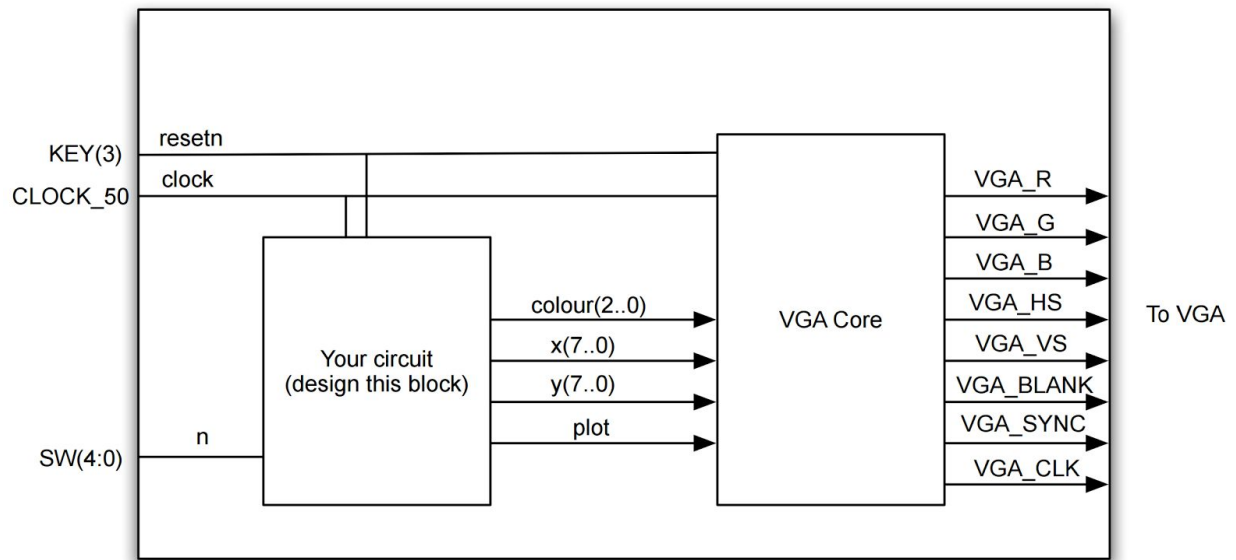 resetn
KEY(3)
clock
CLOCK_50
VGA_R
VGA_G
VGA_B
colour(2..0)
VGA_HS
VGA Core
To VGA
x(7..0)
VGA_VS
Your circuit
(design this block)
y(7..0)
VGA_BLANK
plot
VGA_SYNC
n
SW(4:0)
VGA_CLK